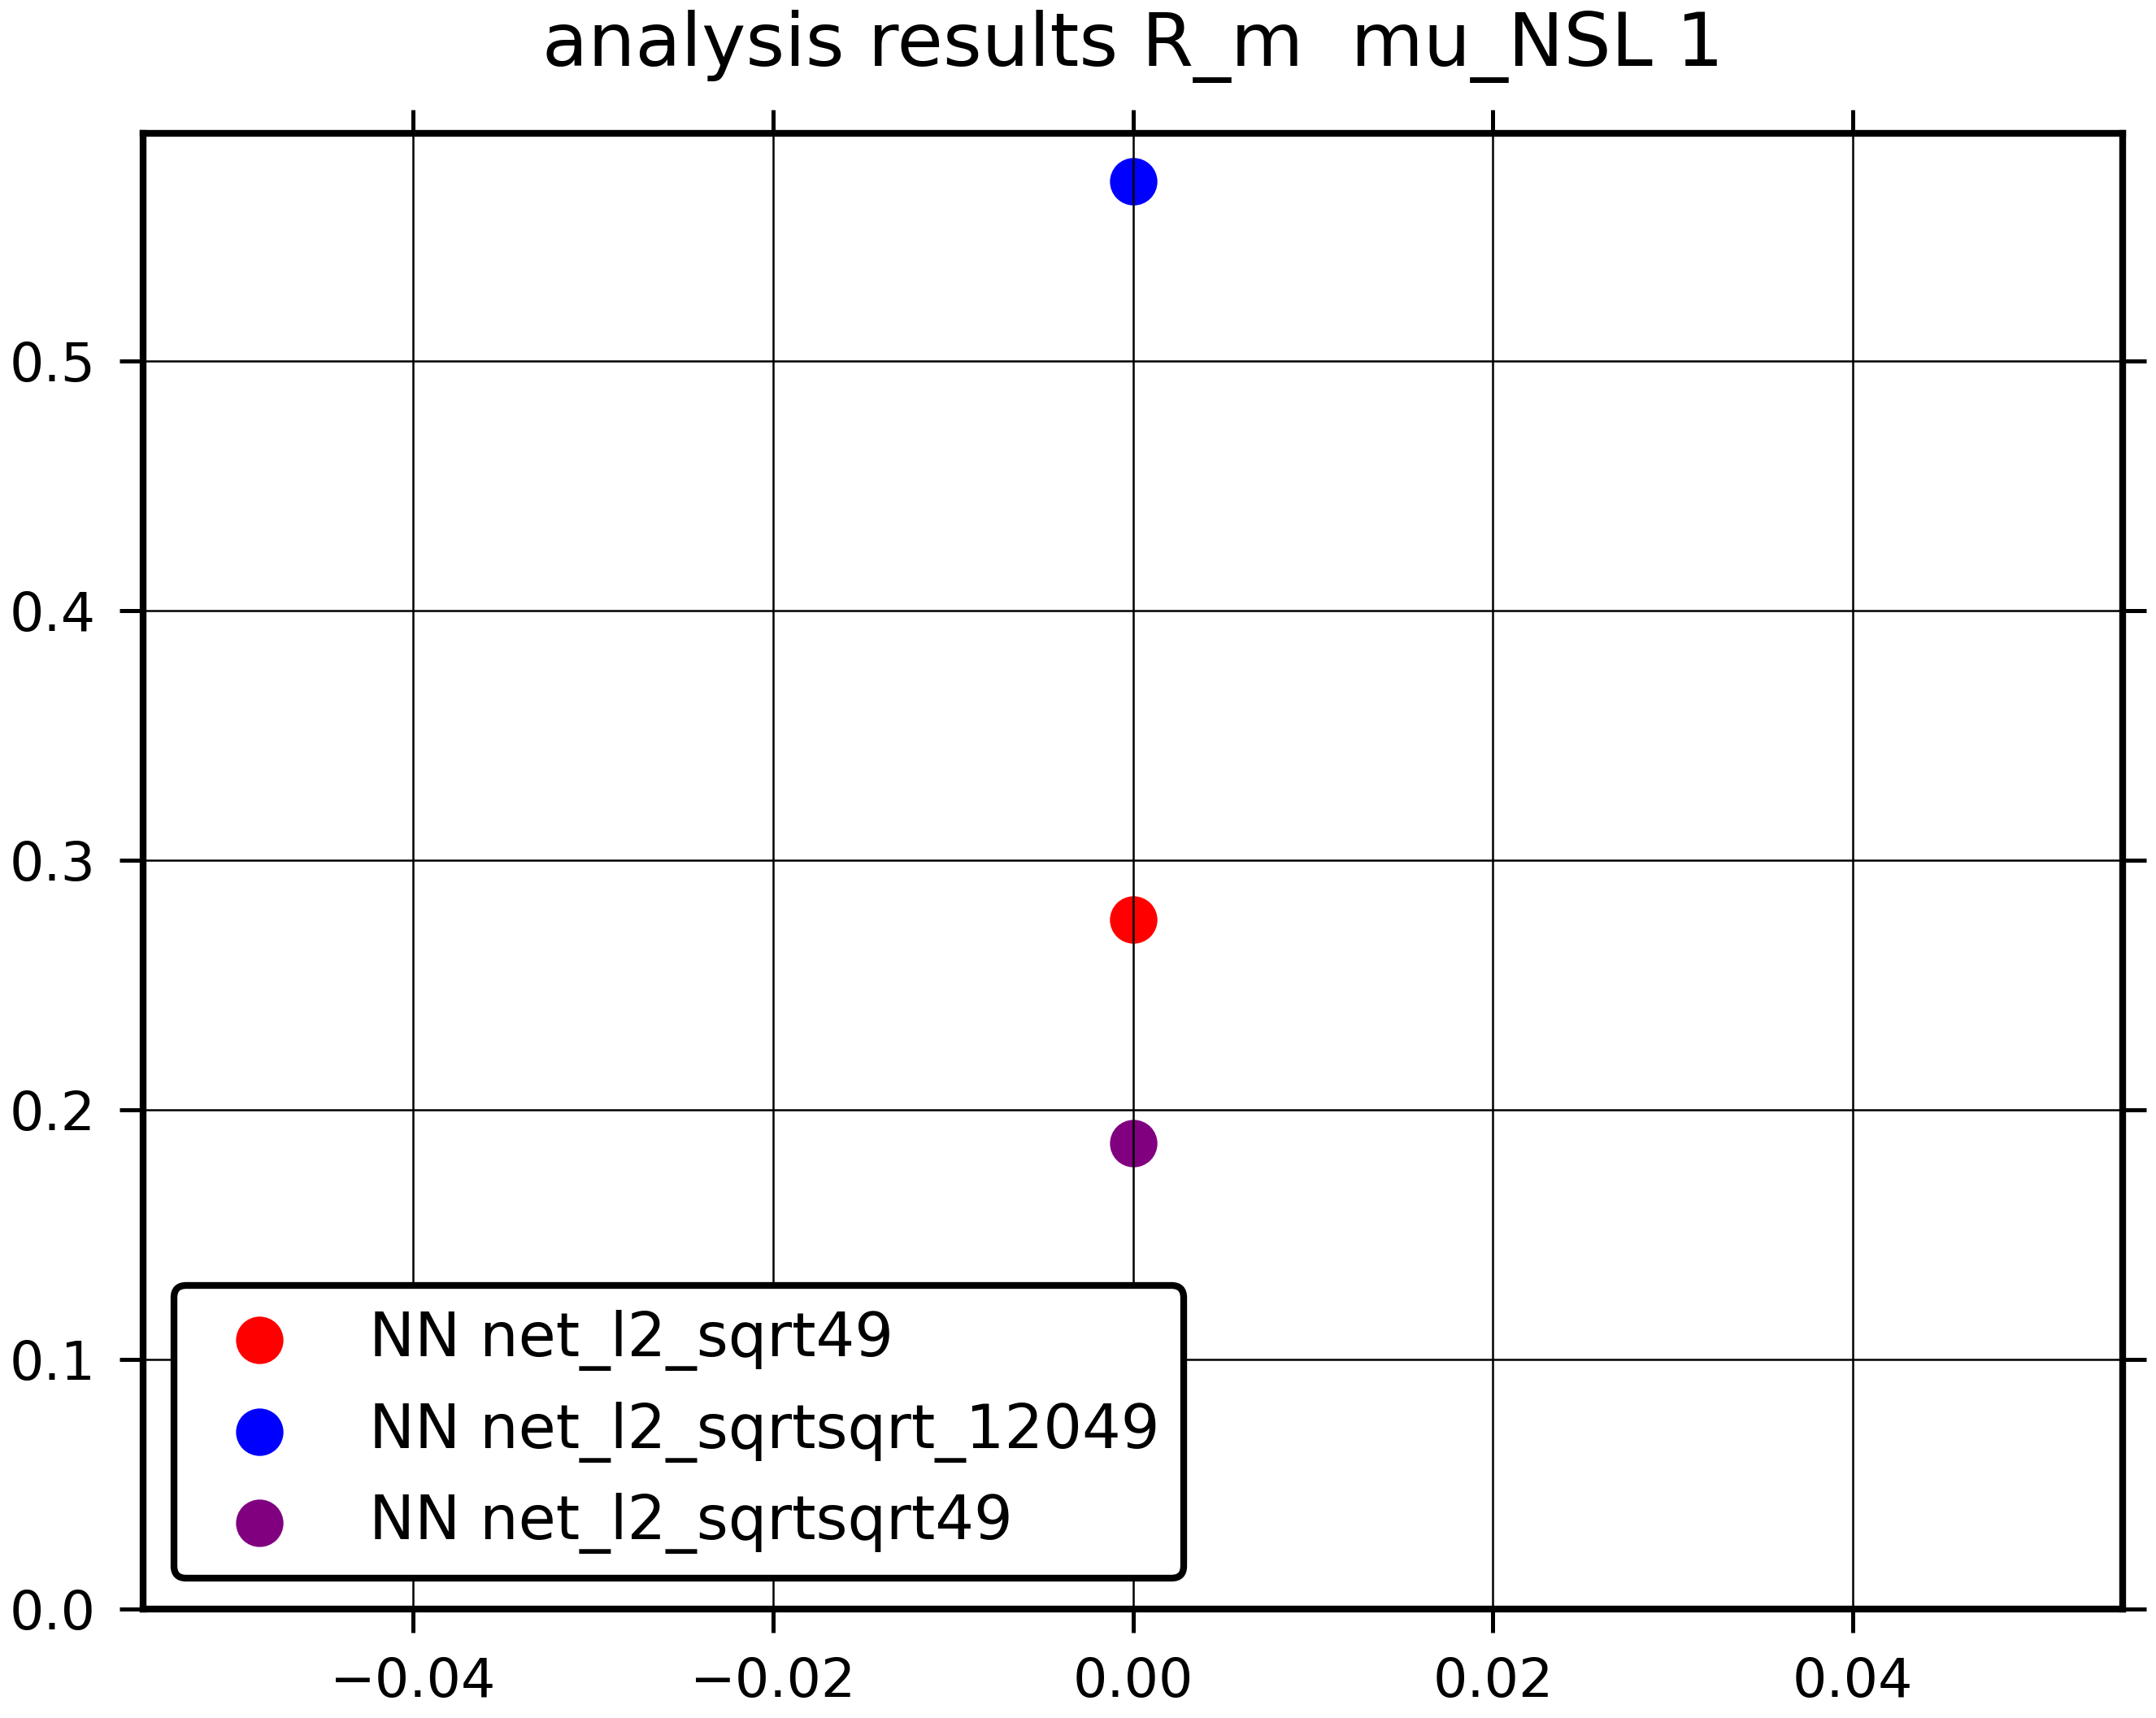 analysis results R_m  mu_NSL 1
0.5
0.4
0.3
0.2
0.1
0.0
NN net_l2_sqrt49
NN net_l2_sqrtsqrt_12049
NN net_l2_sqrtsqrt49
−0.04 −0.02 0.00 0.02 0.04